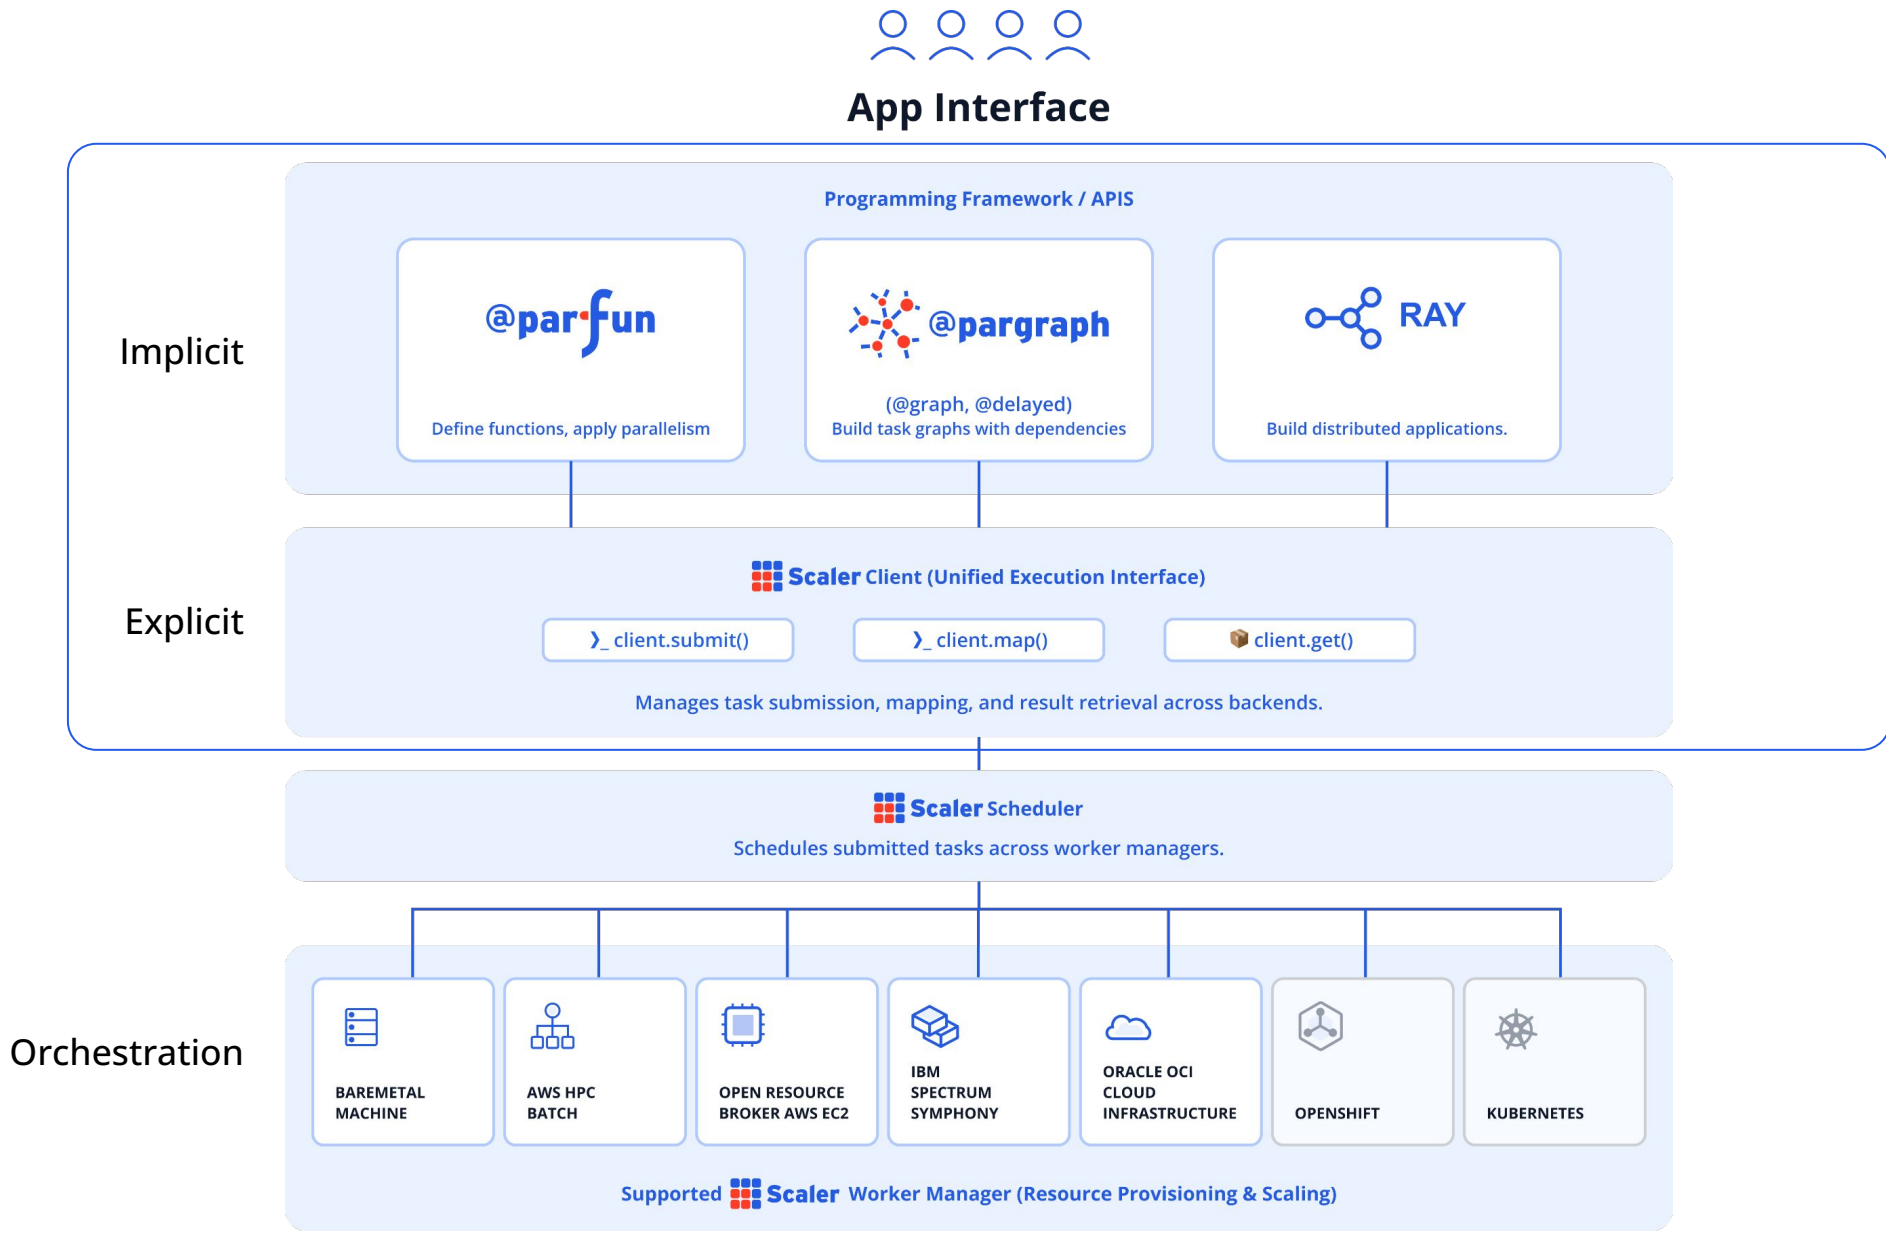 App Interface
Programming Framework / APIS
Implicit
@parfun
Define functions, apply parallelism
@pargraph
(@graph, @delayed)
Build task graphs with dependencies
RAY
Build distributed applications.
Explicit
Scaler Client (Unified Execution Interface)
❯_ client.submit()
❯_ client.map()
client.get()
Manages task submission, mapping, and result retrieval across backends.
Scaler Scheduler
Schedules submitted tasks across worker managers.
Orchestration
BAREMETAL
MACHINE
AWS HPC
BATCH
OPEN RESOURCE
BROKER AWS EC2
IBM
SPECTRUM
SYMPHONY
ORACLE OCI
CLOUD
INFRASTRUCTURE
OPENSHIFT
KUBERNETES
Supported Scaler Worker Manager (Resource Provisioning & Scaling)